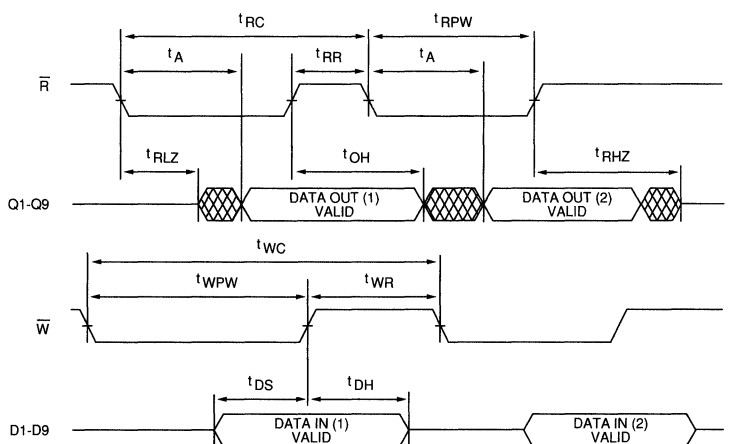 tRC tRPW
tA tRR tA
R̅
tRLZ tOH tRHZ
Q1-Q9 DATA OUT (1) VALID DATA OUT (2) VALID
tWC
tWPW tWR
W̅
tDS tDH
D1-D9 DATA IN (1) VALID DATA IN (2) VALID